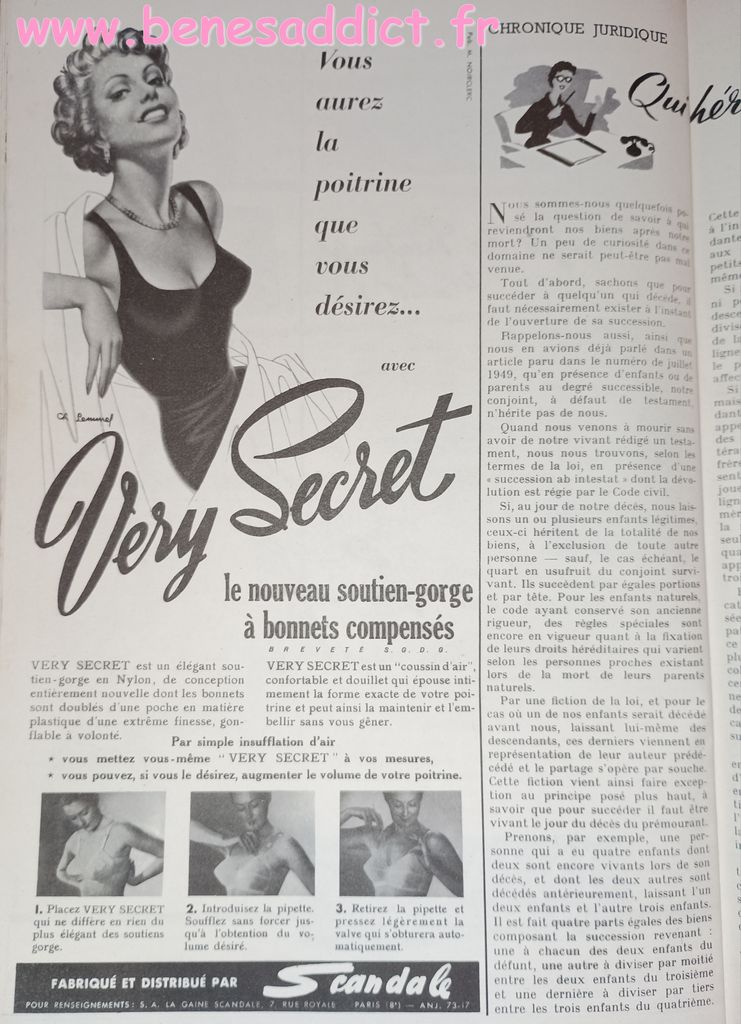 www.benesaddict.fr
Pub. M. NOIRCLERC
Vous
aurez
la
poitrine
que
vous
désirez...
avec
Very Secret
le nouveau soutien-gorge
à bonnets compensés
BREVETÉ S.G.D.G.
VERY SECRET est un élégant sou-
tien-gorge en Nylon, de conception
entièrement nouvelle dont les bonnets
sont doublés d'une poche en matière
plastique d'une extrême finesse, gon-
flable à volonté.
VERY SECRET est un "coussin d'air",
confortable et douillet qui épouse inti-
mement la forme exacte de votre poi-
trine et peut ainsi la maintenir et l'em-
bellir sans vous gêner.
Par simple insufflation d'air
★ vous mettez vous-même "VERY SECRET" à vos mesures,
★ vous pouvez, si vous le désirez, augmenter le volume de votre poitrine.
1. Placez VERY SECRET
qui ne diffère en rien du
plus élégant des soutiens
gorge.
2. Introduisez la pipette.
Soufflez sans forcer jus-
qu'à l'obtention du vo-
lume désiré.
3. Retirez la pipette et
pressez légèrement la
valve qui s'obturera auto-
matiquement.
FABRIQUÉ ET DISTRIBUÉ PAR Scandale
POUR RENSEIGNEMENTS : S. A. LA GAINE SCANDALE, 7, RUE ROYALE PARIS (8e) — ANJ. 73-17
CHRONIQUE JURIDIQUE
Qui hér
Nous sommes-nous quelquefois po-
sé la question de savoir à qui
reviendront nos biens après notre
mort? Un peu de curiosité dans ce
domaine ne serait peut-être pas mal
venue.
Tout d'abord, sachons que pour
succéder à quelqu'un qui décède, il
faut nécessairement exister à l'instant
de l'ouverture de sa succession.
Rappelons-nous aussi, ainsi que
nous en avions déjà parlé dans un
article paru dans le numéro de juillet
1949, qu'en présence d'enfants ou de
parents au degré successible, notre
conjoint, à défaut de testament,
n'hérite pas de nous.
Quand nous venons à mourir sans
avoir de notre vivant rédigé un testa-
ment, nous nous trouvons, selon les
termes de la loi, en présence d'une
« succession ab intestat » dont la dévo-
lution est régie par le Code civil.
Si, au jour de notre décès, nous lais-
sons un ou plusieurs enfants légitimes,
ceux-ci héritent de la totalité de nos
biens, à l'exclusion de toute autre
personne — sauf, le cas échéant, le
quart en usufruit du conjoint survi-
vant. Ils succèdent par égales portions
et par tête. Pour les enfants naturels,
le code ayant conservé son ancienne
rigueur, des règles spéciales sont
encore en vigueur quant à la fixation
de leurs droits héréditaires qui varient
selon les personnes proches existant
lors de la mort de leurs parents
naturels.
Par une fiction de la loi, et pour le
cas où un de nos enfants serait décédé
avant nous, laissant lui-même des
descendants, ces derniers viennent en
représentation de leur auteur prédé-
cédé et le partage s'opère par souche.
Cette fiction vient ainsi faire excep-
tion au principe posé plus haut, à
savoir que pour succéder il faut être
vivant le jour du décès du prémourant.
Prenons, par exemple, une per-
sonne qui a eu quatre enfants dont
deux sont encore vivants lors de son
décès, et dont les deux autres sont
décédés antérieurement, laissant l'un
deux enfants et l'autre trois enfants.
Il est fait quatre parts égales des biens
composant la succession revenant :
une à chacun des deux enfants du
défunt, une autre à diviser par moitié
entre les deux enfants du troisième
et une dernière à diviser par tiers
entre les trois enfants du quatrième.
Cette
à l'in
dante
aux
petits
même
Si
ni p
desce
divis
de la
ligne
le p
affec
Si
mais
dant
appe
des